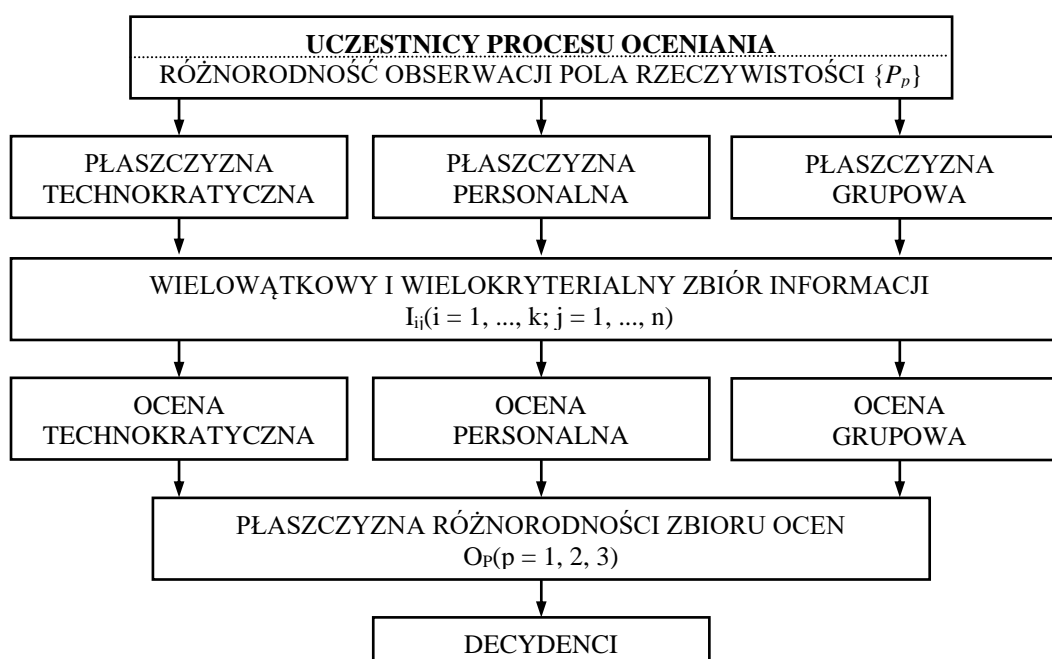 UCZESTNICY PROCESU OCENIANIA
RÓŻNORODNOŚĆ OBSERWACJI POLA RZECZYWISTOŚCI {Pₚ}
PŁASZCZYZNA
TECHNOKRATYCZNA
PŁASZCZYZNA
PERSONALNA
PŁASZCZYZNA
GRUPOWA
WIELOWĄTKOWY I WIELOKRYTERIALNY ZBIÓR INFORMACJI
Iᵢⱼ(i = 1, ..., k; j = 1, ..., n)
OCENA
TECHNOKRATYCZNA
OCENA
PERSONALNA
OCENA
GRUPOWA
PŁASZCZYZNA RÓŻNORODNOŚCI ZBIORU OCEN
Oₚ(p = 1, 2, 3)
DECYDENCI